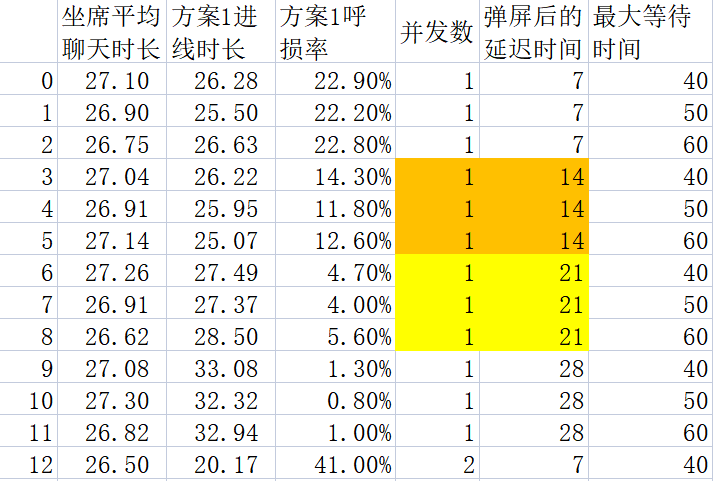 坐席平均聊天时长 方案1进线时长 方案1呼损率 并发数 弹屏后的延迟时间 最大等待时间
0 27.10 26.28 22.90% 1 7 40
1 26.90 25.50 22.20% 1 7 50
2 26.75 26.63 22.80% 1 7 60
3 27.04 26.22 14.30% 1 14 40
4 26.91 25.95 11.80% 1 14 50
5 27.14 25.07 12.60% 1 14 60
6 27.26 27.49 4.70% 1 21 40
7 26.91 27.37 4.00% 1 21 50
8 26.62 28.50 5.60% 1 21 60
9 27.08 33.08 1.30% 1 28 40
10 27.30 32.32 0.80% 1 28 50
11 26.82 32.94 1.00% 1 28 60
12 26.50 20.17 41.00% 2 7 40